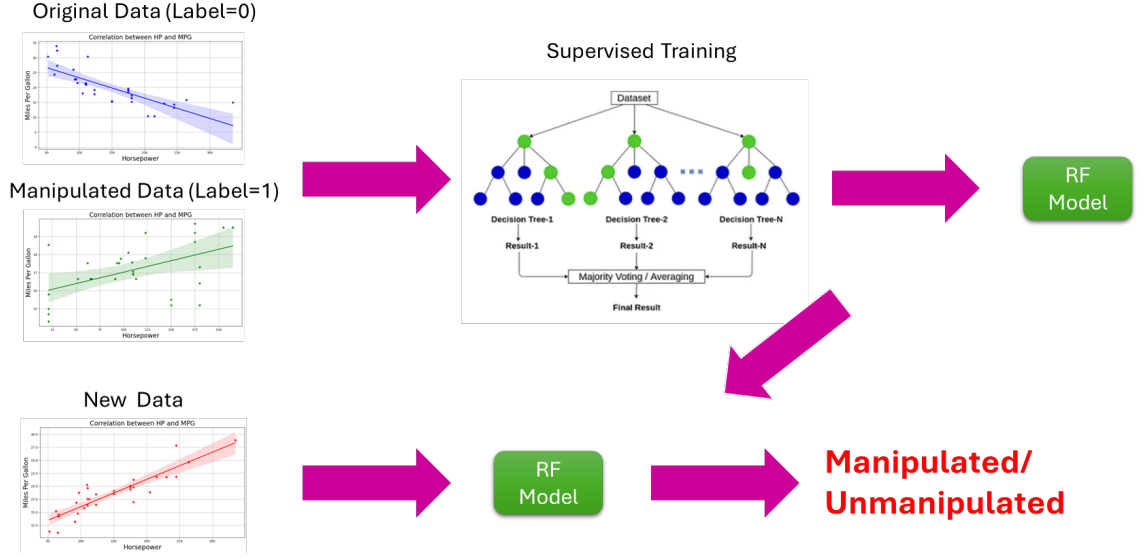 Original Data (Label=0)
Correlation between HP and MPG
Miles Per Gallon
Horsepower
Manipulated Data (Label=1)
Correlation between HP and MPG
Miles Per Gallon
Horsepower
New Data
Correlation between HP and MPG
Miles Per Gallon
Horsepower
Supervised Training
Dataset
Decision Tree-1 Decision Tree-2 Decision Tree-N
Result-1 Result-2 Result-N
Majority Voting / Averaging
Final Result
RF
Model
RF
Model
Manipulated/
Unmanipulated